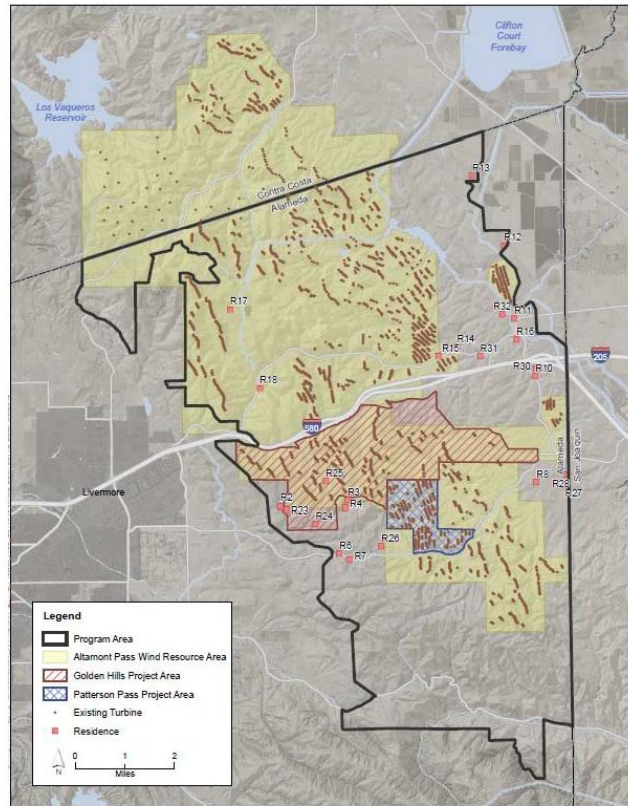 Clifton
Court
Forebay
Los Vaqueros
Reservoir
Contra Costa
Alameda
R13
R12
R17
R32
R11
R14
R15
R31
R16
R18
R30
R10
205
580
Alameda
San Joaquin
Livermore
R25
R8
R28
R27
R2
R23
R3
R4
R24
R26
R6
R7
Legend
Program Area
Altamont Pass Wind Resource Area
Golden Hills Project Area
Patterson Pass Project Area
Existing Turbine
Residence
N
0 1 2
Miles